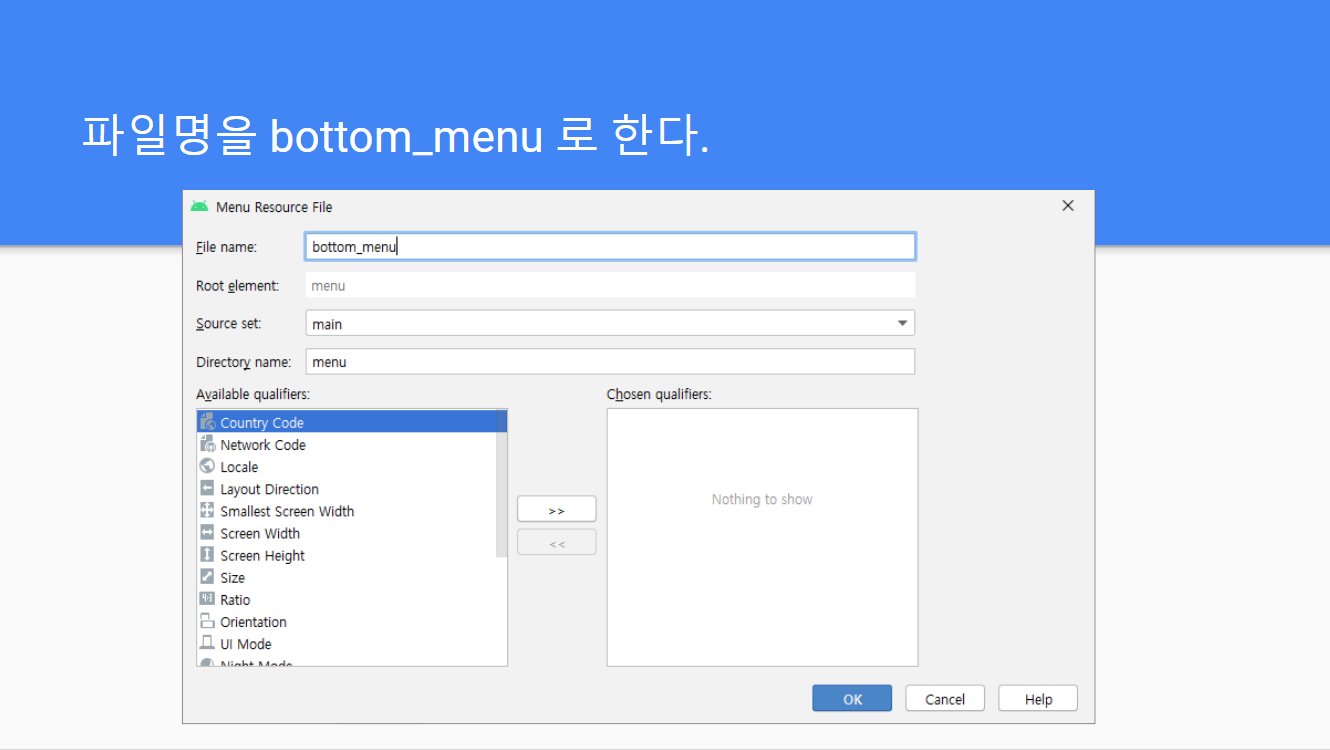 파일명을 bottom_menu 로 한다.
Menu Resource File
File name: bottom_menu
Root element: menu
Source set: main
Directory name: menu
Available qualifiers:
Chosen qualifiers:
Country Code
Network Code
Locale
Layout Direction
Smallest Screen Width
Screen Width
Screen Height
Size
Ratio
Orientation
UI Mode
Night Mode
>>
<<
Nothing to show
OK
Cancel
Help